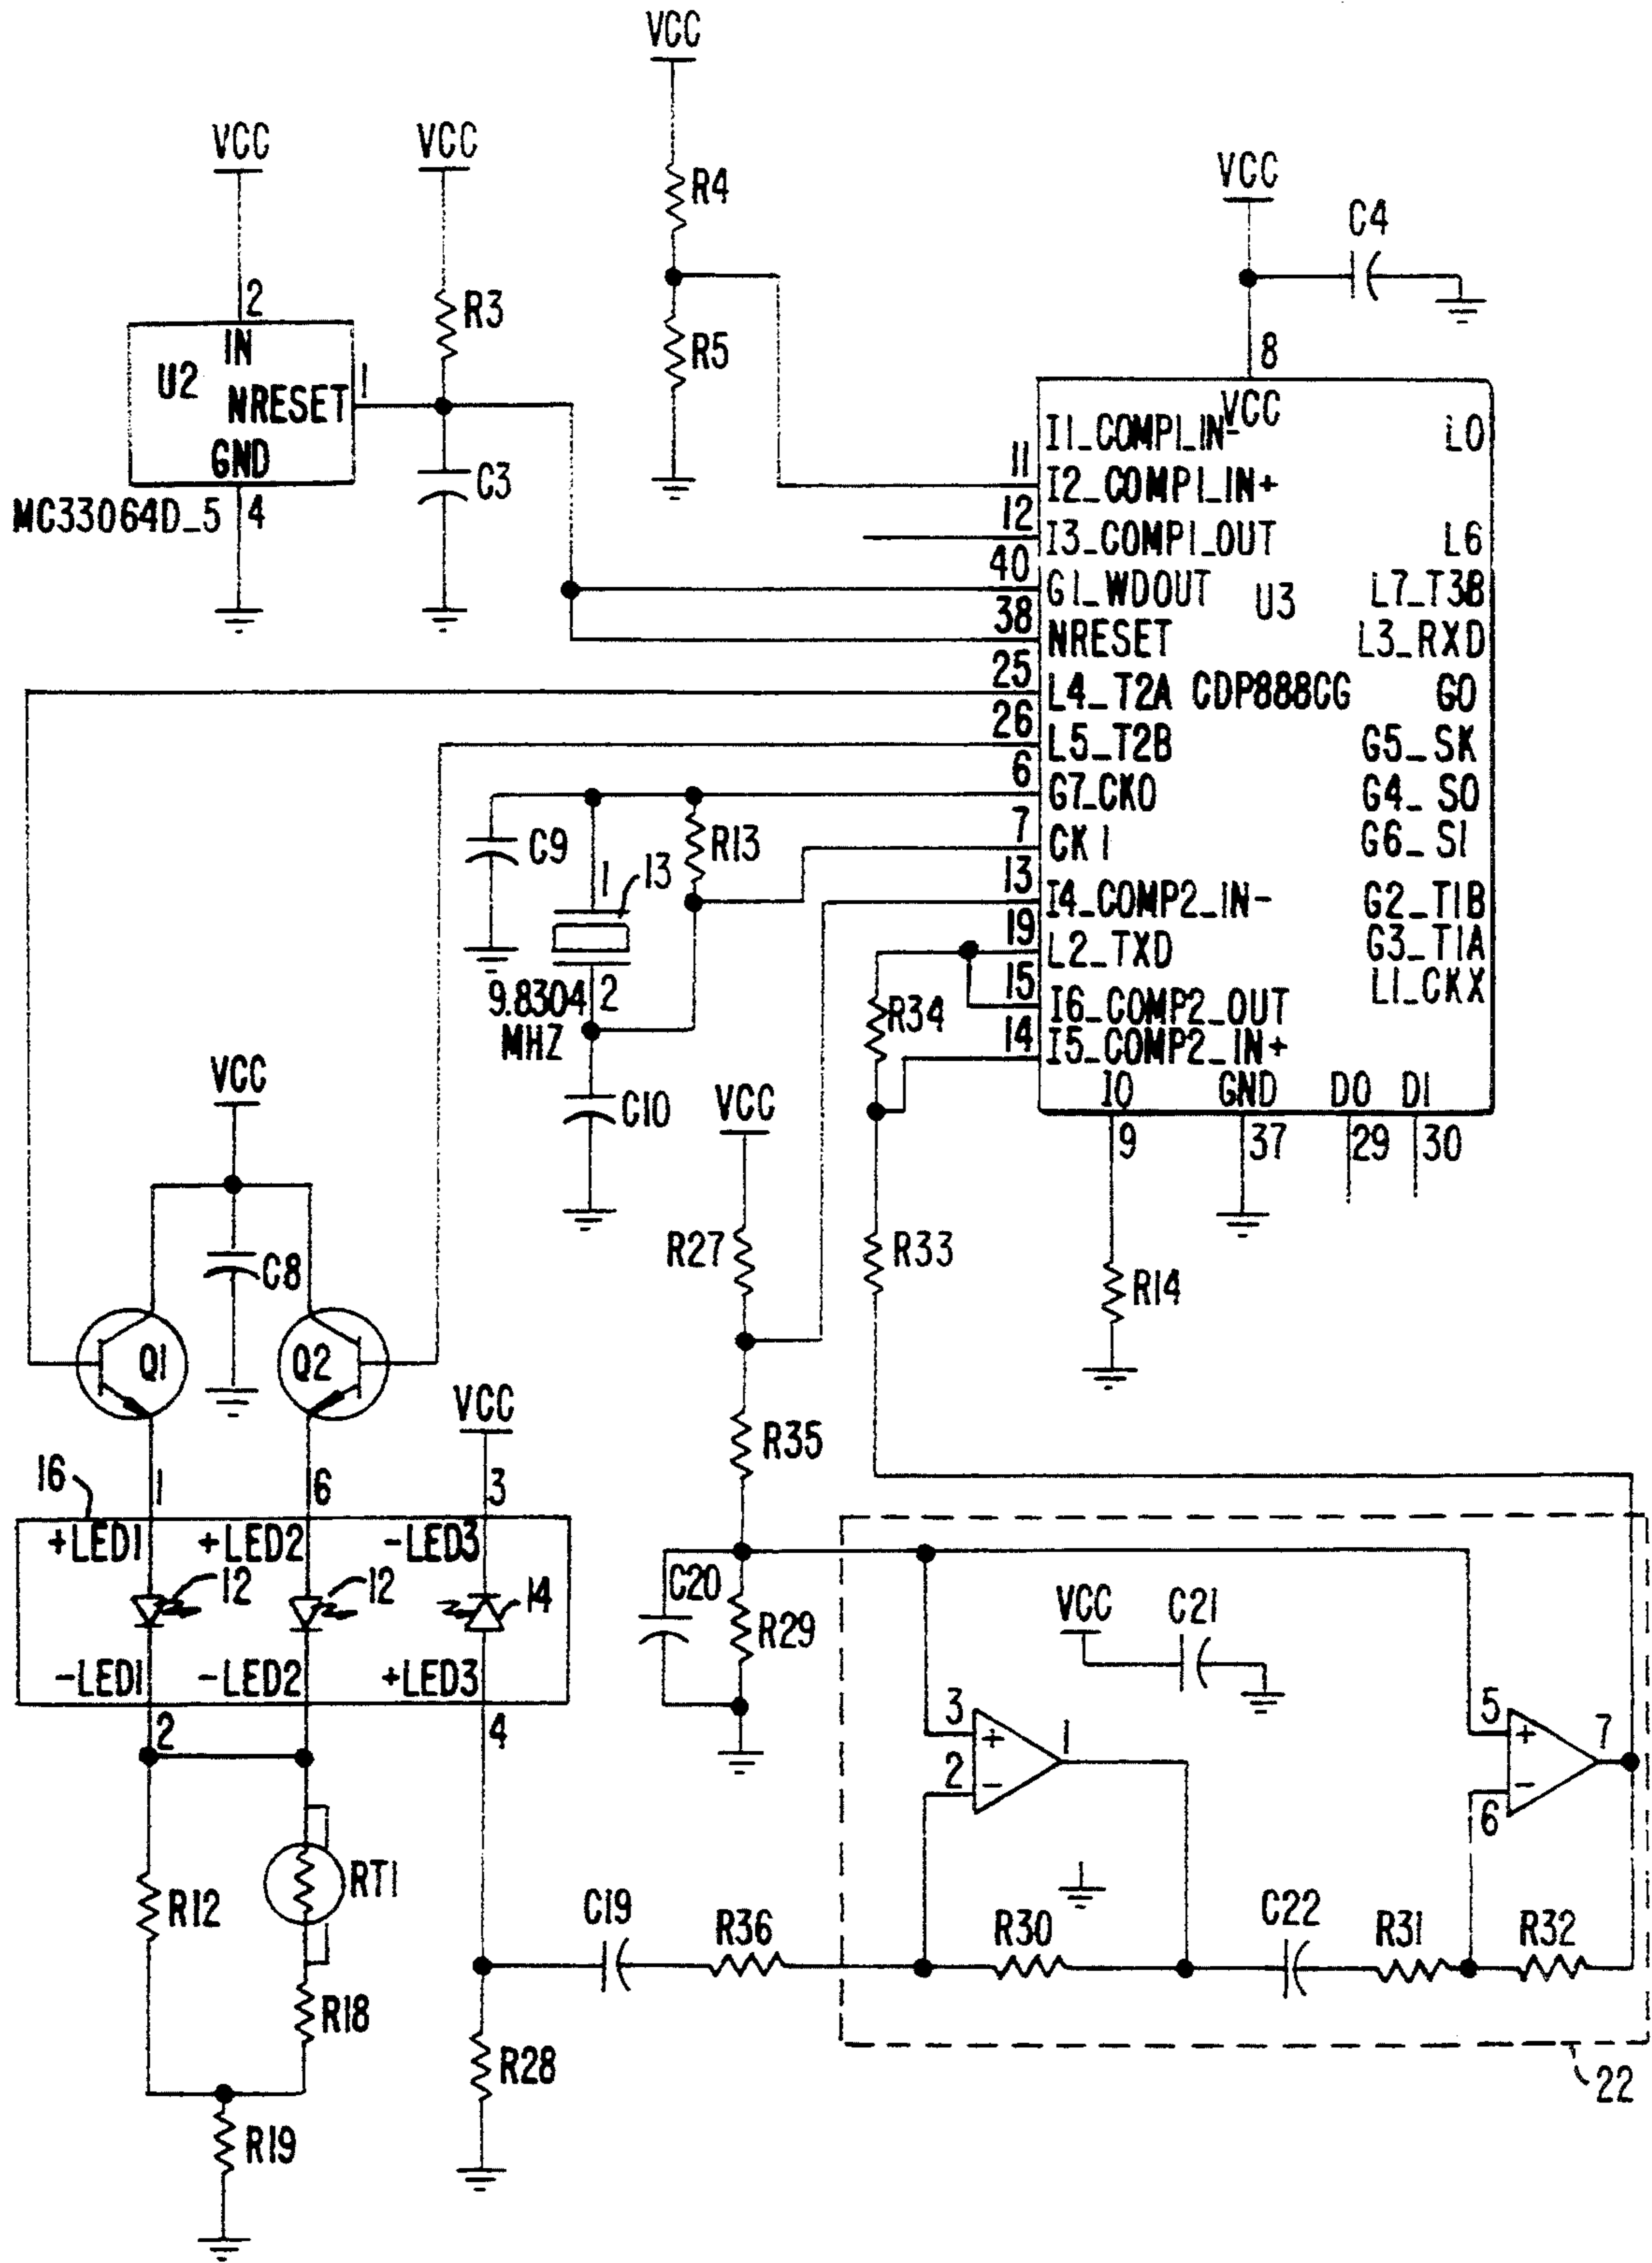 VCC
VCC
VCC
VCC
R4
C4
2
R3
IN
U2
NRESET
1
R5
8
GND
C3
MC33064D_5
4
VCC
I1_COMP1_IN-
L0
11
I2_COMP1_IN+
12
I3_COMP1_OUT
L6
40
G1_WDOUT
U3
L7_T3B
38
NRESET
L3_RXD
25
L4_T2A
CDP888CG
G0
26
L5_T2B
G5_SK
6
G7_CKO
G4_SO
7
C9
R13
CK1
G6_SI
1
13
13
I4_COMP2_IN-
G2_T1B
19
L2_TXD
G3_T1A
9.8304
MHZ
2
15
L1_CKX
R34
I6_COMP2_OUT
14
I5_COMP2_IN+
VCC
C10
VCC
I0
GND
D0
D1
9
37
29
30
R27
R33
C8
R14
Q1
Q2
VCC
R35
16
1
6
3
+LED1
+LED2
-LED3
12
12
14
C20
R29
VCC
C21
-LED1
-LED2
+LED3
2
4
3
+
1
2
-
5
+
7
-
6
R12
RT1
C19
R36
R30
C22
R31
R32
R18
R28
22
R19